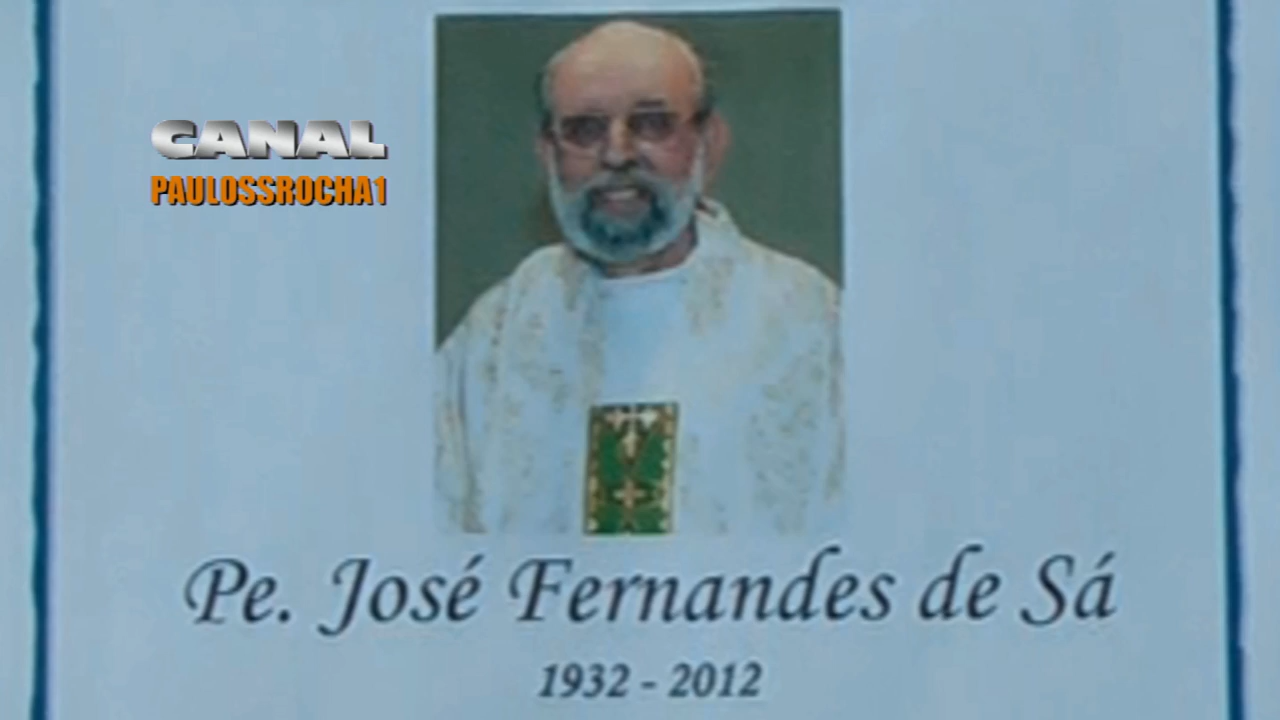 CANAL
PAULOSSROCHA1
Pe. José Fernandes de Sá
1932 - 2012